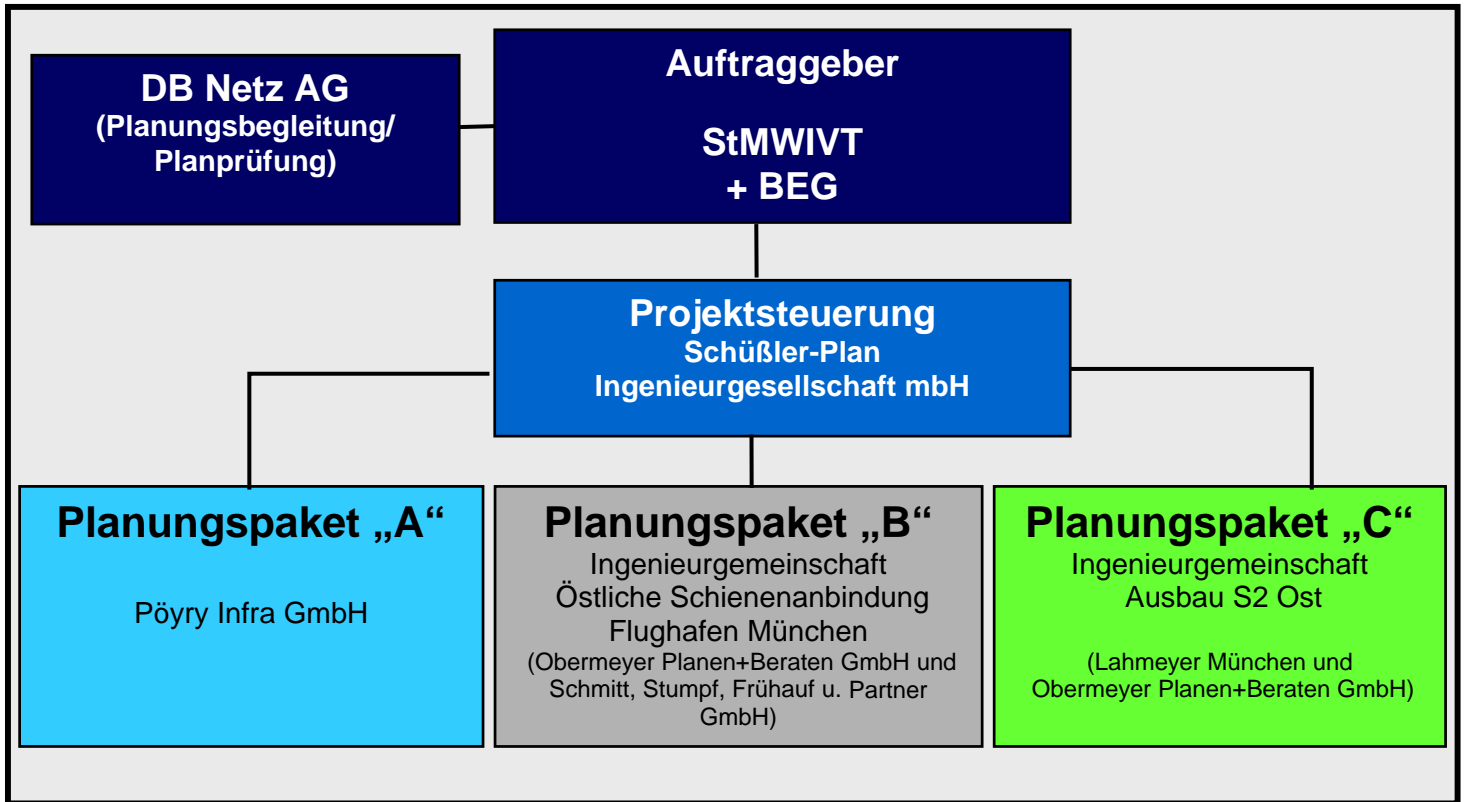 DB Netz AG
(Planungsbegleitung/
Planprüfung)
Auftraggeber
StMWIVT
+ BEG
Projektsteuerung
Schüßler-Plan
Ingenieurgesellschaft mbH
Planungspaket „A“
Pöyry Infra GmbH
Planungspaket „B“
Ingenieurgemeinschaft
Östliche Schienenanbindung
Flughafen München
(Obermeyer Planen+Beraten GmbH und
Schmitt, Stumpf, Frühauf u. Partner
GmbH)
Planungspaket „C“
Ingenieurgemeinschaft
Ausbau S2 Ost
(Lahmeyer München und
Obermeyer Planen+Beraten GmbH)